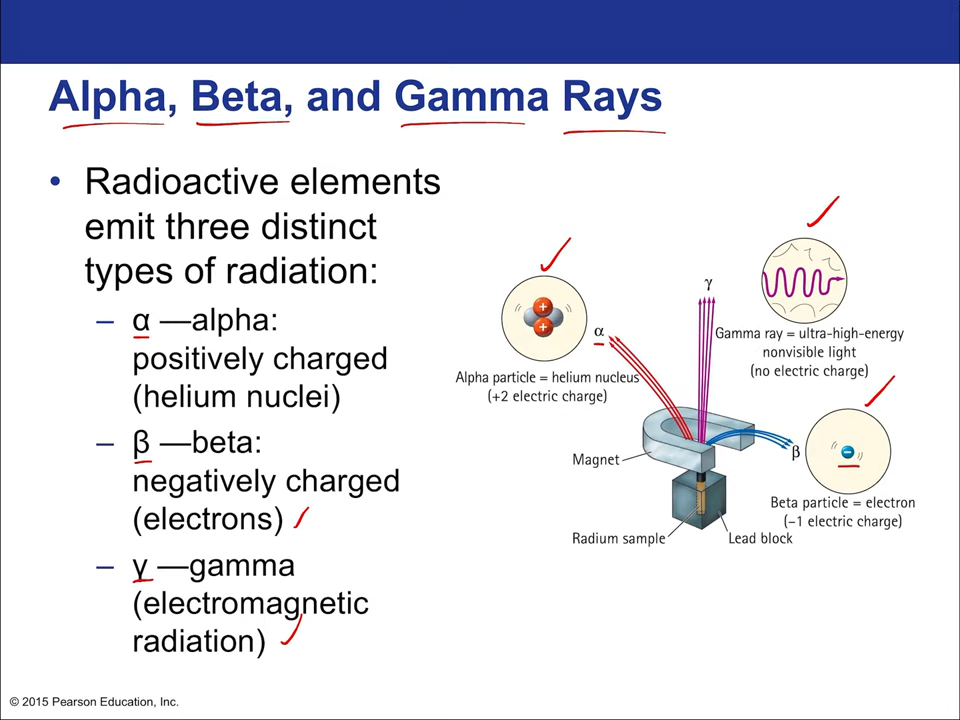 Alpha, Beta, and Gamma Rays
• Radioactive elements
emit three distinct
types of radiation:
– α —alpha:
positively charged
(helium nuclei)
– β —beta:
negatively charged
(electrons)
– γ —gamma
(electromagnetic
radiation)
+
+
α
Alpha particle = helium nucleus
(+2 electric charge)
γ
Gamma ray = ultra-high-energy
nonvisible light
(no electric charge)
Magnet
β
−
Beta particle = electron
(−1 electric charge)
Radium sample
Lead block
© 2015 Pearson Education, Inc.